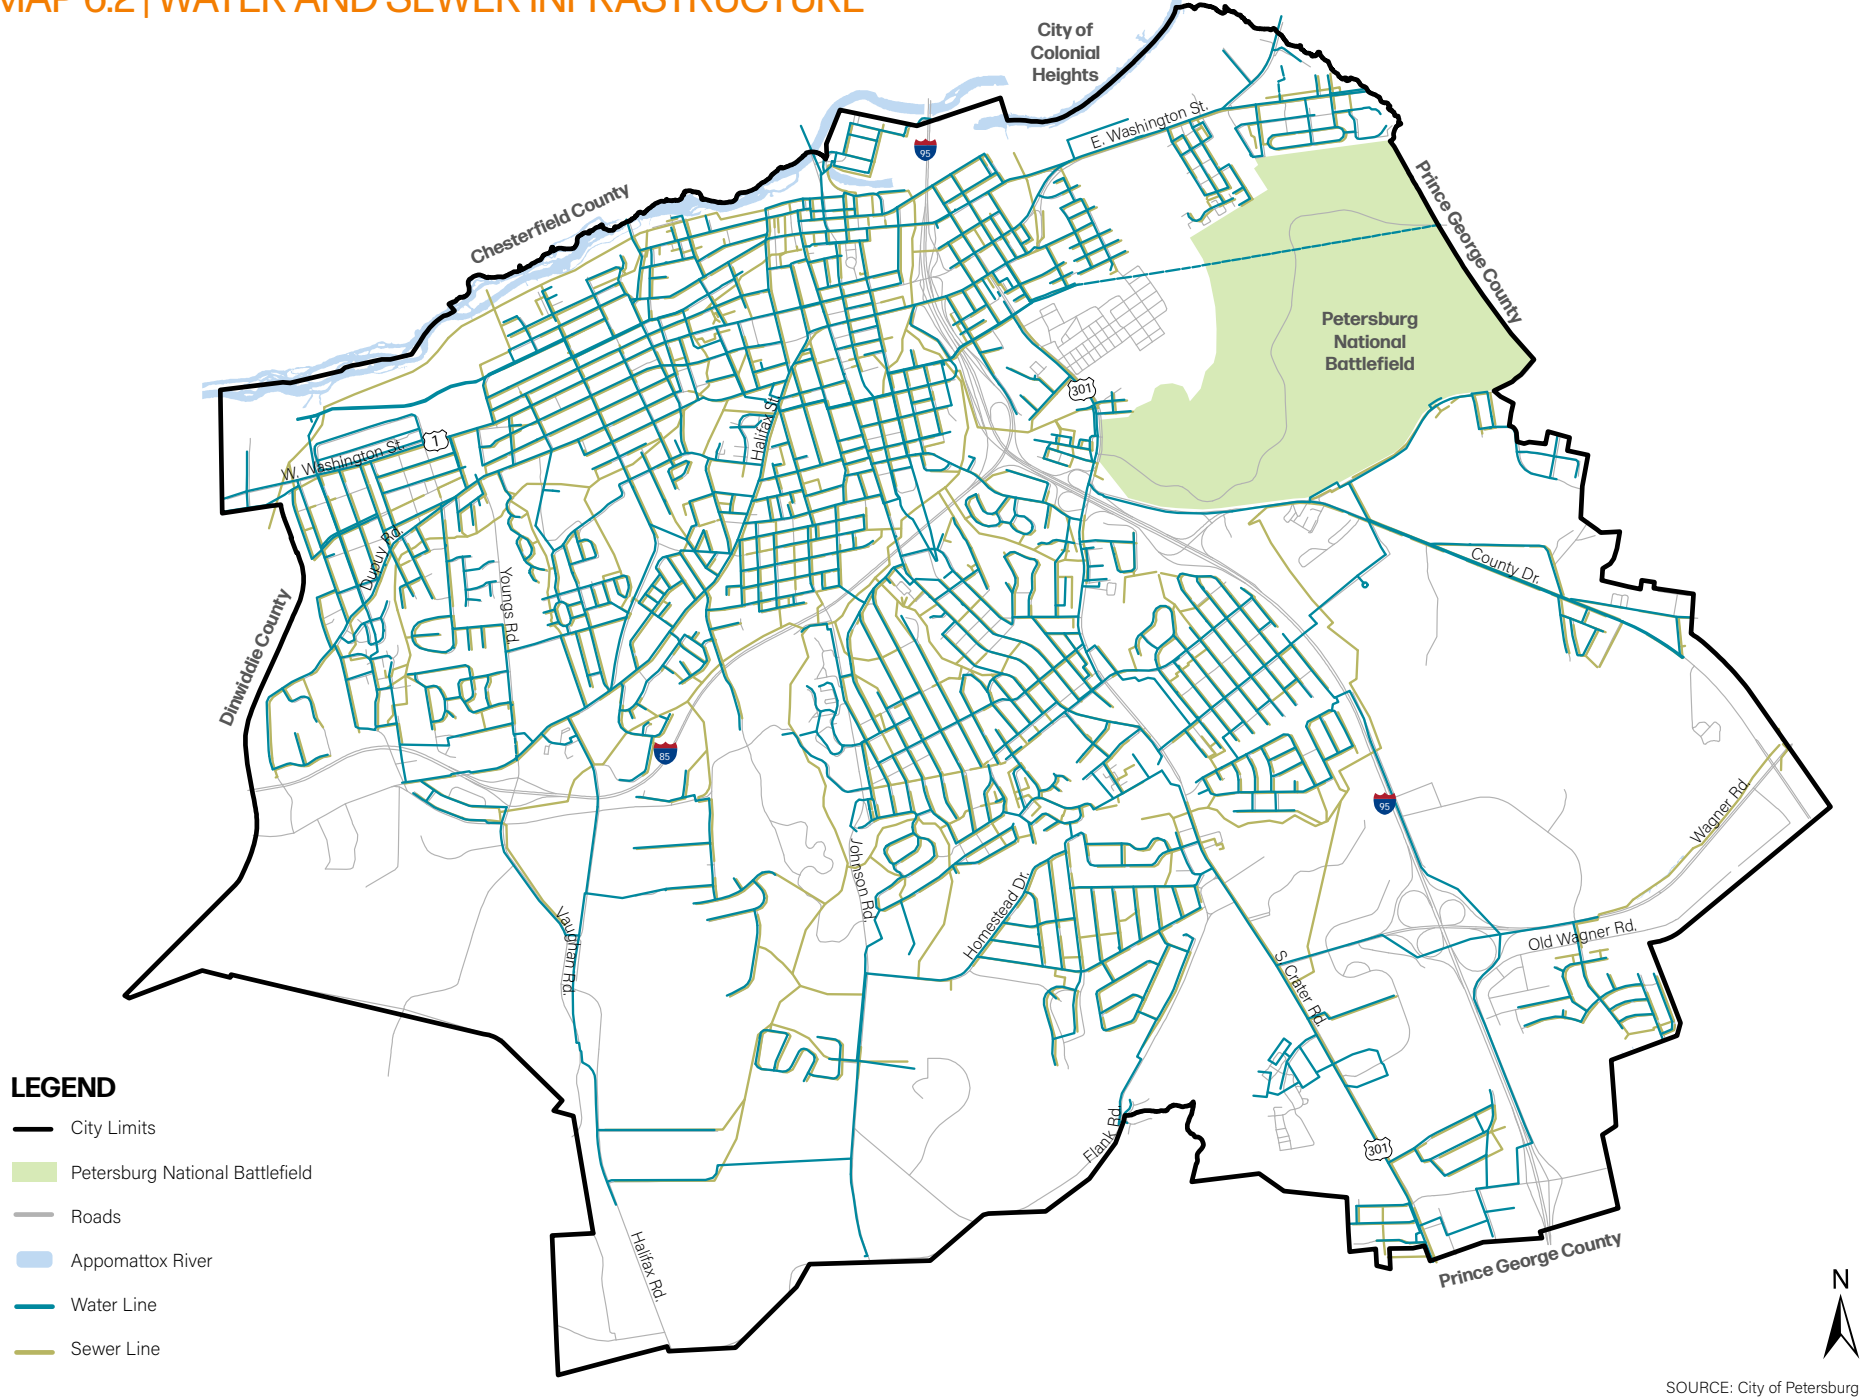 MAP 6.2 | WATER AND SEWER INFRASTRUCTURE
City of
Colonial
Heights
E. Washington St.
95
Chesterfield County
Prince George County
Petersburg
National
Battlefield
301
Halifax St.
1
W. Washington St.
Dupuy Rd.
Youngs Rd.
County Dr.
Dinwiddie County
85
95
Wagner Rd.
Johnson Rd.
Homestead Dr.
Vaughan Rd.
Old Wagner Rd.
S. Crater Rd.
Flank Rd.
301
Halifax Rd.
Prince George County
LEGEND
City Limits
Petersburg National Battlefield
Roads
Appomattox River
Water Line
Sewer Line
N
SOURCE: City of Petersburg